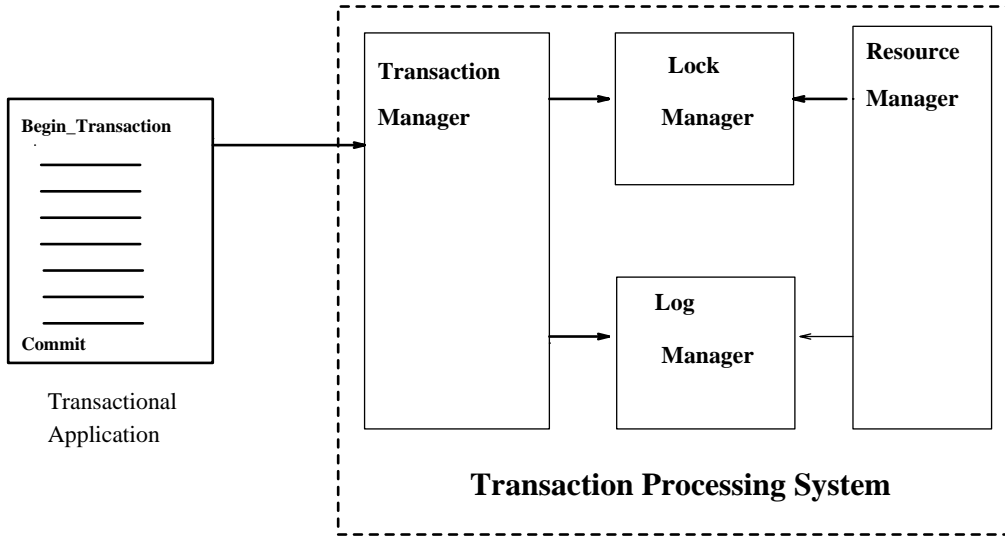 Begin_Transaction
Commit
Transactional
Application
Transaction
Manager
Lock
Manager
Resource
Manager
Log
Manager
Transaction Processing System